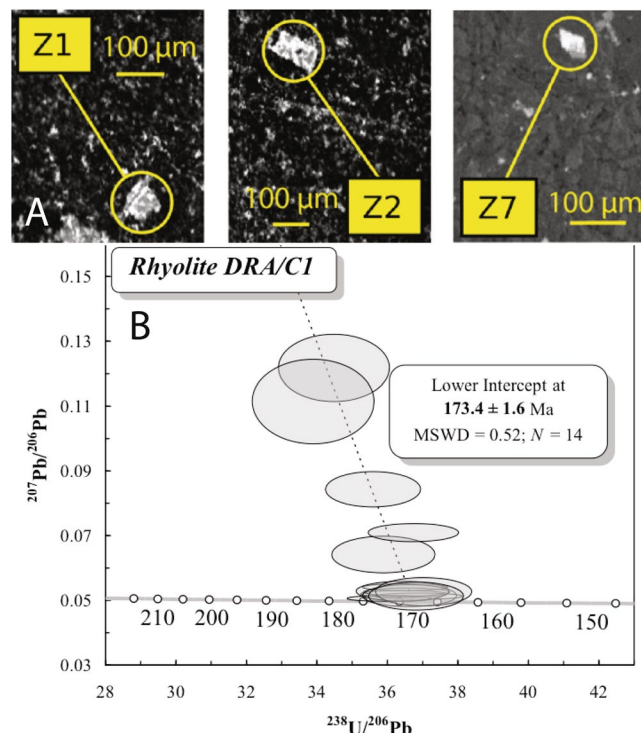 Z1
100 µm
A
100 µm
Z2
Z7
100 µm
Rhyolite DRA/C1
B
Lower Intercept at
173.4 ± 1.6 Ma
MSWD = 0.52; N = 14
207Pb/206Pb
0.15
0.13
0.11
0.09
0.07
0.05
0.03
210 200 190 180 170 160 150
28 30 32 34 36 38 40 42
238U/206Pb